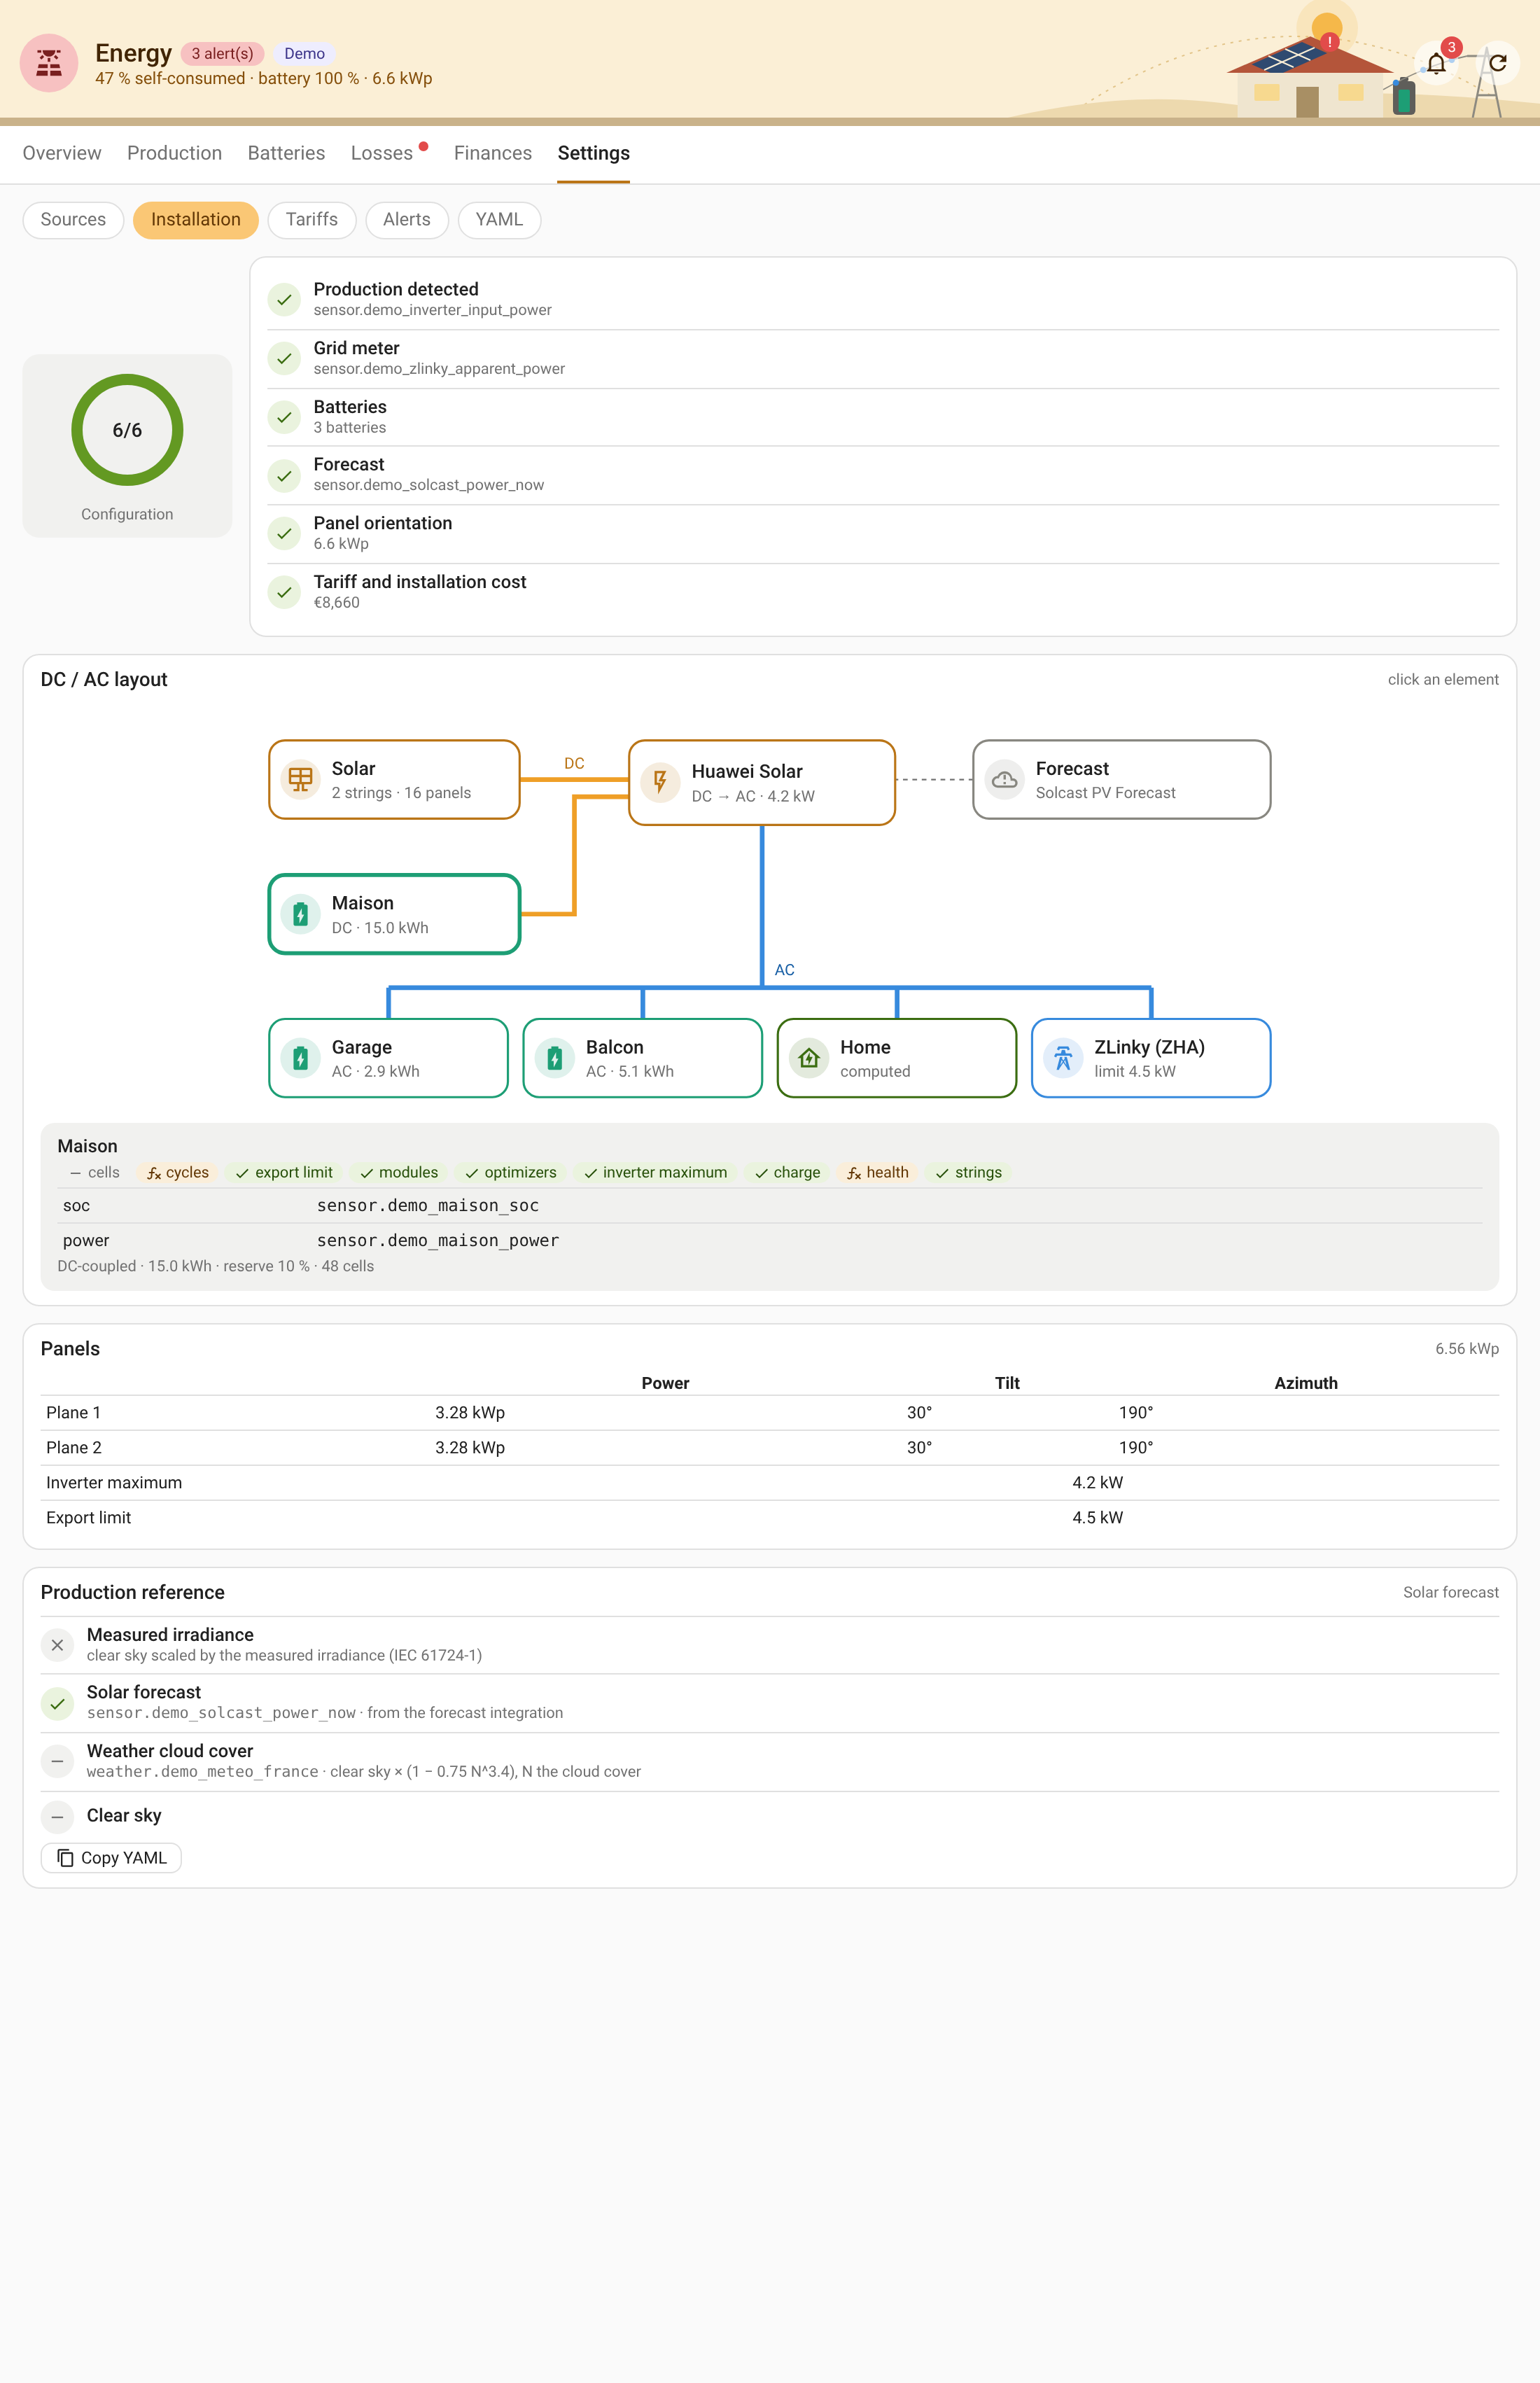 Energy 3 alert(s) Demo
47 % self-consumed · battery 100 % · 6.6 kWp
!
3
Overview Production Batteries Losses Finances Settings
Sources Installation Tariffs Alerts YAML
6/6
Configuration
Production detected
sensor.demo_inverter_input_power
Grid meter
sensor.demo_zlinky_apparent_power
Batteries
3 batteries
Forecast
sensor.demo_solcast_power_now
Panel orientation
6.6 kWp
Tariff and installation cost
€8,660
DC / AC layout click an element
Solar
2 strings · 16 panels
DC
Huawei Solar
DC → AC · 4.2 kW
Forecast
Solcast PV Forecast
Maison
DC · 15.0 kWh
AC
Garage
AC · 2.9 kWh
Balcon
AC · 5.1 kWh
Home
computed
ZLinky (ZHA)
limit 4.5 kW
Maison
cells cycles export limit modules optimizers inverter maximum charge health strings
soc sensor.demo_maison_soc
power sensor.demo_maison_power
DC-coupled · 15.0 kWh · reserve 10 % · 48 cells
Panels 6.56 kWp
Power Tilt Azimuth
Plane 1 3.28 kWp 30° 190°
Plane 2 3.28 kWp 30° 190°
Inverter maximum 4.2 kW
Export limit 4.5 kW
Production reference Solar forecast
Measured irradiance
clear sky scaled by the measured irradiance (IEC 61724-1)
Solar forecast
sensor.demo_solcast_power_now · from the forecast integration
Weather cloud cover
weather.demo_meteo_france · clear sky × (1 − 0.75 N^3.4), N the cloud cover
Clear sky
Copy YAML